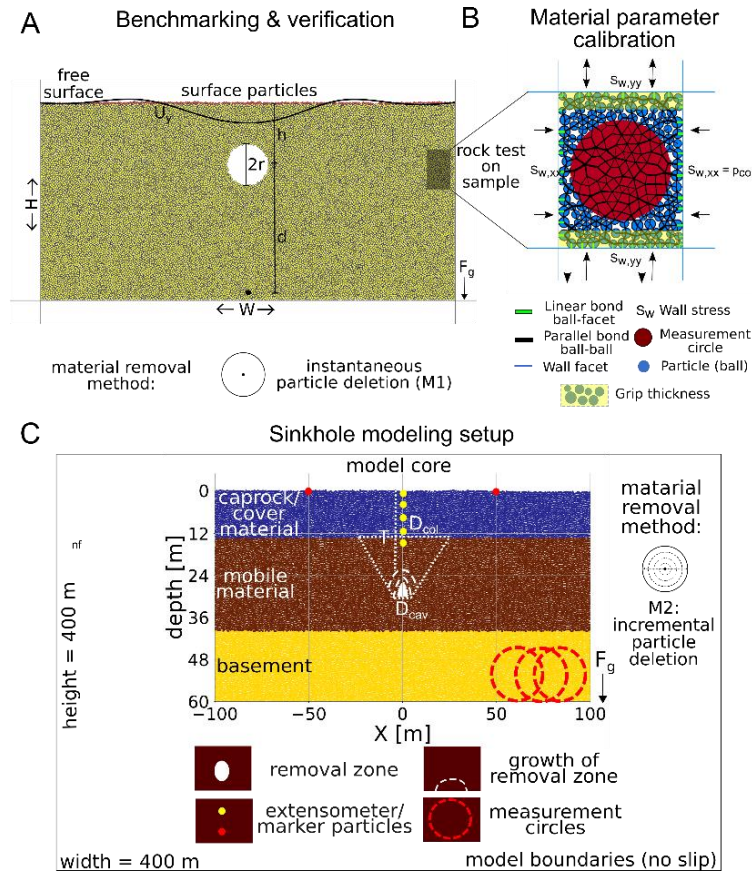 A
Benchmarking & verification
free
surface
surface particles
Uy
h
2r
H
d
W
Fg
rock test
on
sample
material removal
method:
instantaneous
particle deletion (M1)
B
Material parameter
calibration
Sw,yy
Sw,xx
Sw,xx = pco
Sw,yy
Linear bond
ball-facet
Sw Wall stress
Parallel bond
ball-ball
Measurement
circle
Wall facet
Particle (ball)
Grip thickness
C
Sinkhole modeling setup
model core
caprock/
cover
material
Dcol
T
mobile
material
Dcav
basement
0
12
24
36
48
60
depth [m]
−100
−50
0
50
100
X [m]
Fg
matarial
removal
method:
M2:
incremental
particle
deletion
nf
height = 400 m
removal zone
growth of
removal zone
extensometer/
marker particles
measurement
circles
width = 400 m
model boundaries (no slip)